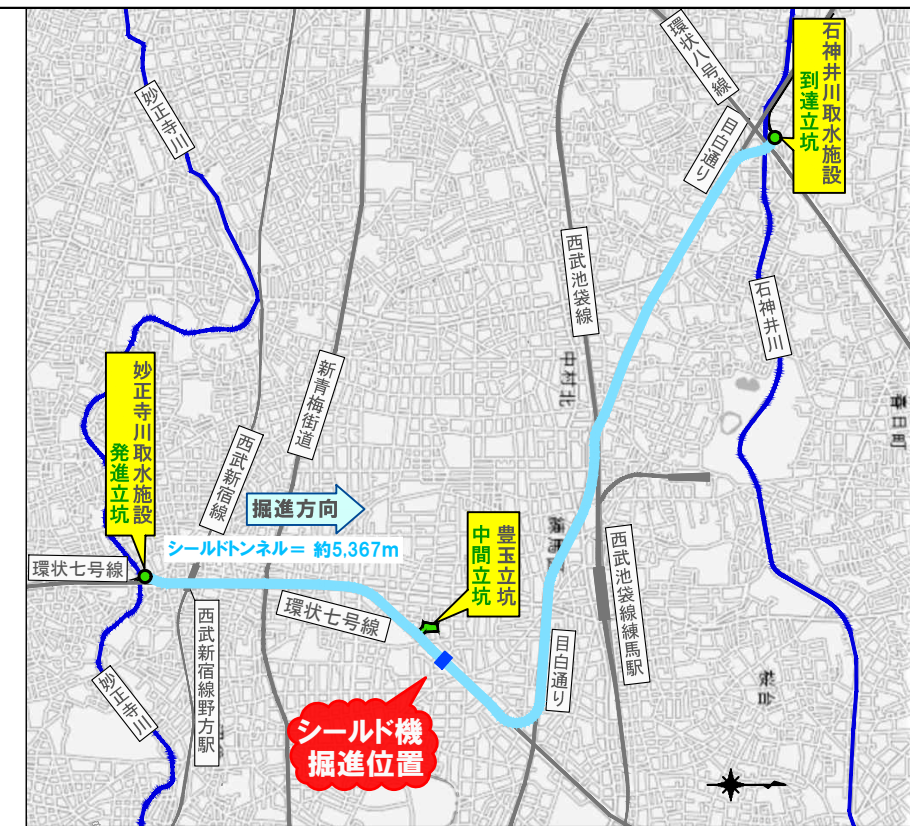 環状八号線
石神井川取水施設
到達立坑
妙正寺川
目白通り
西武池袋線
石神井川
中村北
春日町
新青梅街道
妙正寺川取水施設
発進立坑
西武新宿線
掘進方向
シールドトンネル＝ 約5,367m
豊玉立坑
中間立坑
環状七号線
環状七号線
西武池袋線練馬駅
目白通り
西武新宿線野方駅
妙正寺川
シールド機
掘進位置